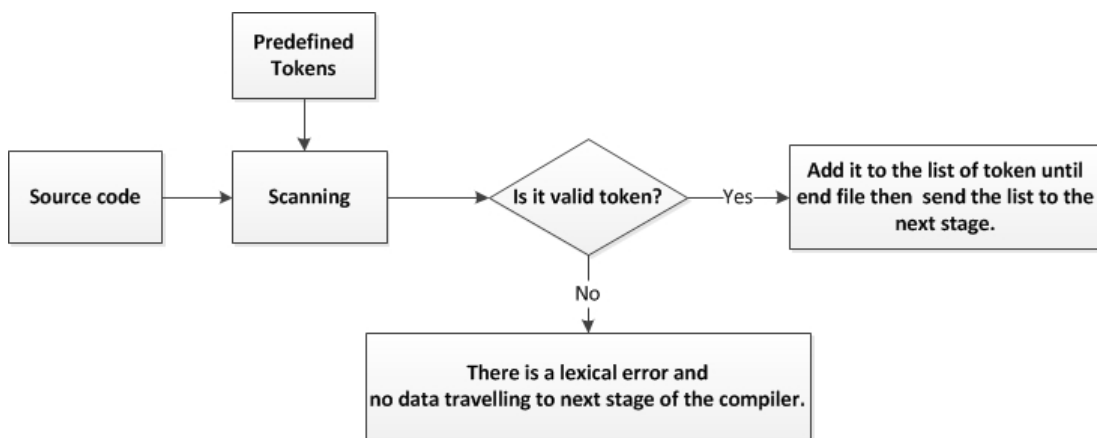 Predefined
Tokens
Source code
Scanning
Is it valid token?
Yes
Add it to the list of token until
end file then send the list to the
next stage.
No
There is a lexical error and
no data travelling to next stage of the compiler.